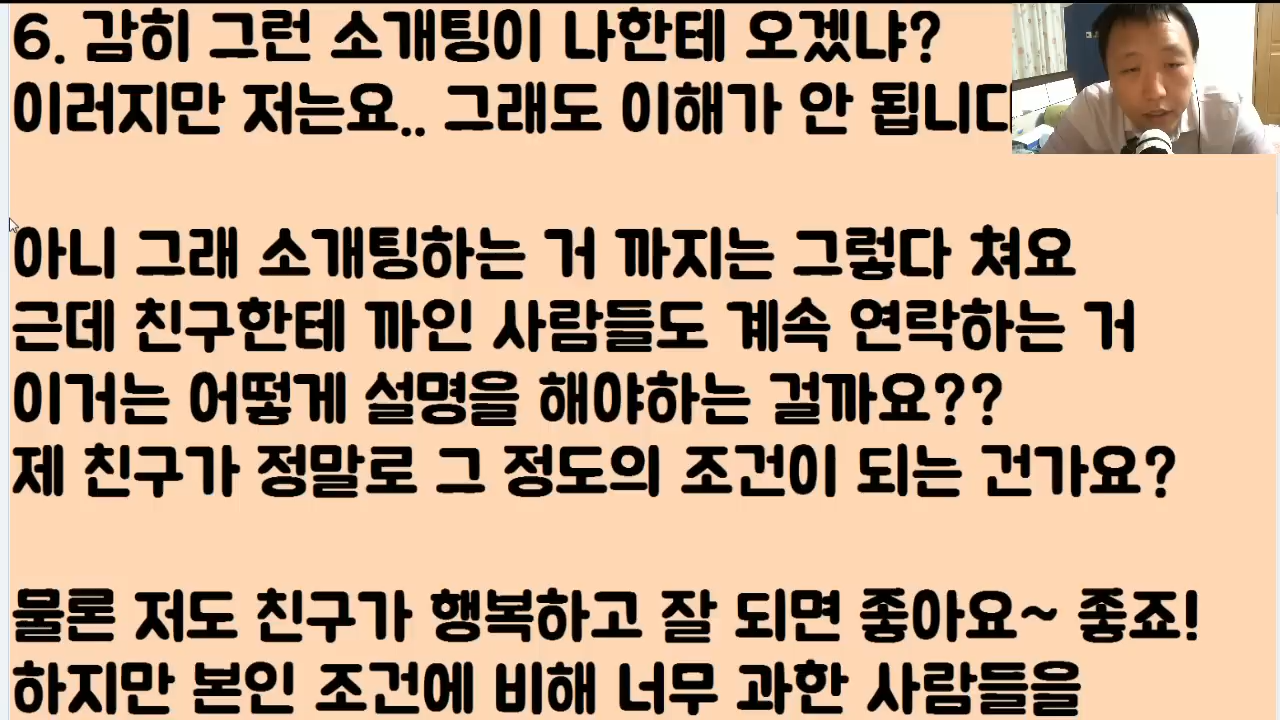 6. 감히 그런 소개팅이 나한테 오겠냐?
이러지만 저는요.. 그래도 이해가 안 됩니다
아니 그래 소개팅하는 거 까지는 그렇다 쳐요
근데 친구한테 까인 사람들도 계속 연락하는 거
이거는 어떻게 설명을 해야하는 걸까요??
제 친구가 정말로 그 정도의 조건이 되는 건가요?
물론 저도 친구가 행복하고 잘 되면 좋아요~ 좋죠!
하지만 본인 조건에 비해 너무 과한 사람들을